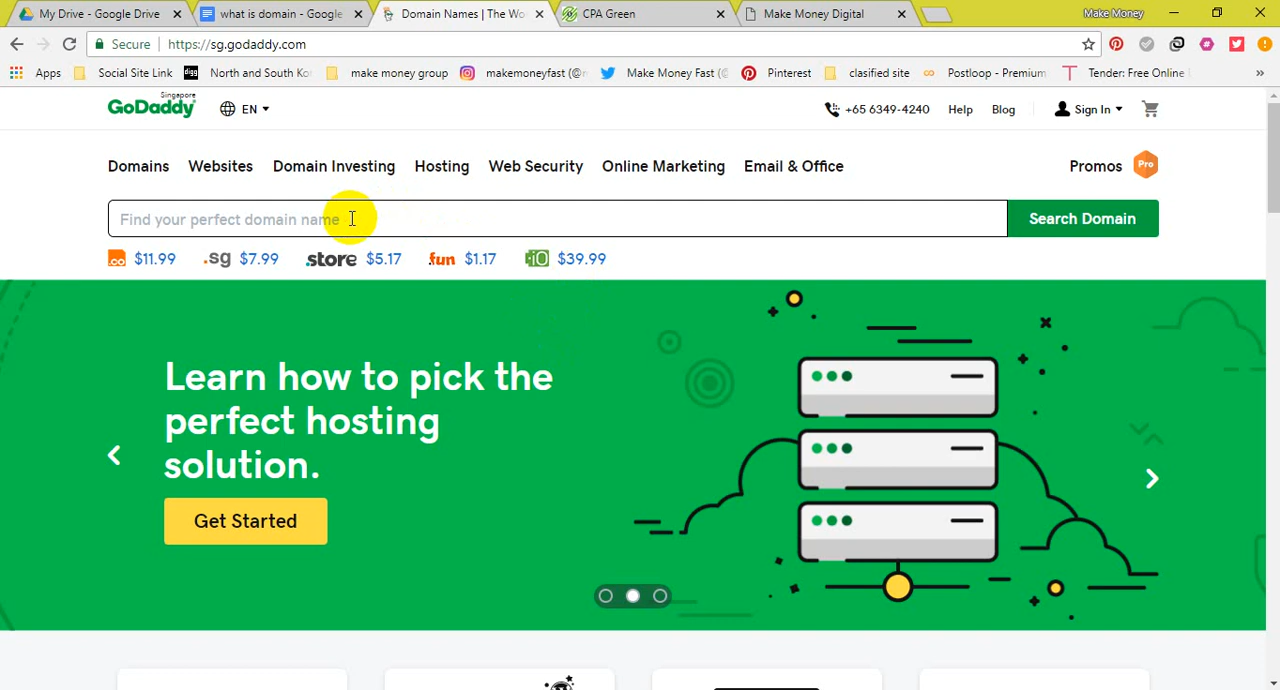 My Drive - Google Drive
what is domain - Google
Domain Names | The Wo
CPA Green
Make Money Digital
Make Money
Secure | https://sg.godaddy.com
Apps
Social Site Link
digg
North and South Ko
make money group
makemoneyfast (@
Make Money Fast (
Pinterest
clasified site
Postloop - Premium
Tender: Free Online
»
Singapore
GoDaddy
EN
+65 6349-4240
Help
Blog
Sign In
Domains
Websites
Domain Investing
Hosting
Web Security
Online Marketing
Email & Office
Promos
Pro
Find your perfect domain name
Search Domain
$11.99
.sg $7.99
.store $5.17
.fun $1.17
iO $39.99
Learn how to pick the
perfect hosting
solution.
Get Started